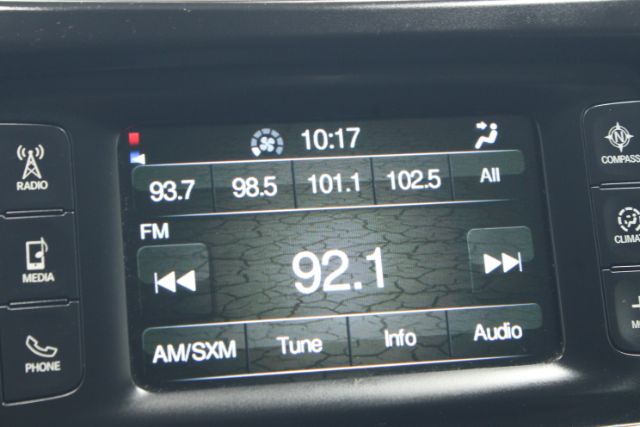 10:17
93.7 98.5 101.1 102.5 All
FM
92.1
AM/SXM Tune Info Audio
RADIO
MEDIA
PHONE
N
COMPASS
CLIMAT
M